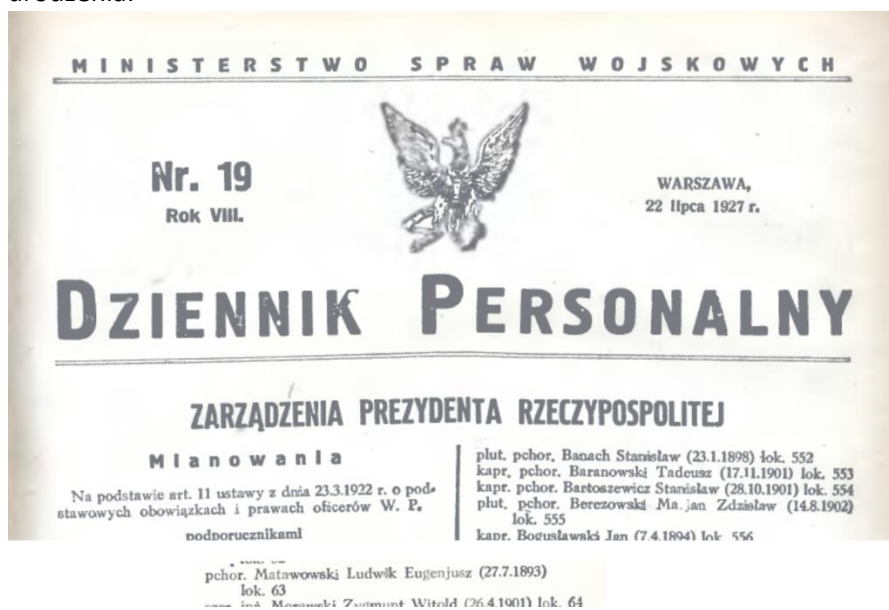 MINISTERSTWO SPRAW WOJSKOWYCH
Nr. 19
Rok VIII.
WARSZAWA,
22 lipca 1927 r.
DZIENNIK PERSONALNY
ZARZĄDZENIA PREZYDENTA RZECZYPOSPOLITEJ
Mianowania
Na podstawie art. 11 ustawy z dnia 23.3.1922 r. o pod-
stawowych obowiązkach i prawach oficerów W. P.
podporucznikami
plut. pchor. Banach Stanisław (23.1.1898) lok. 552
kapr. pchor. Baranowski Tadeusz (17.11.1901) lok. 553
kapr. pchor. Bartoszewicz Stanisław (28.10.1901) lok. 554
plut. pchor. Berezowski Marjan Zdzisław (14.8.1902)
lok. 555
kapr. Bogusławski Jan (7.4.1894) lok. 556
pchor. Matawowski Ludwik Eugenjusz (27.7.1893)
lok. 63
inż. Morawski Zygmunt Witold (26.4.1901) lok. 64